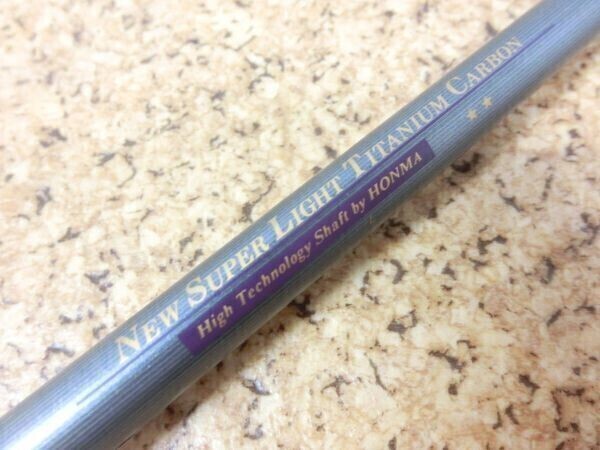 NEW SUPER LIGHT TITANIUM CARBON
High Technology Shaft by HONMA
★★